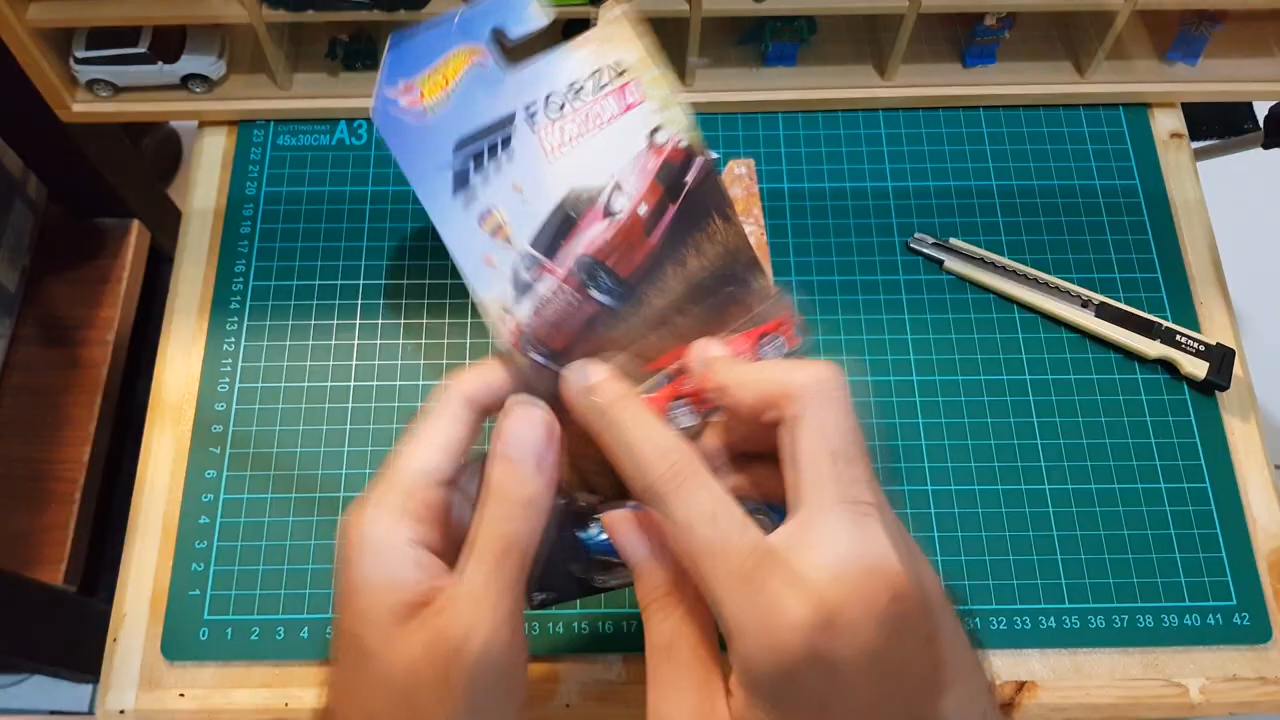 HOT WHEELS
FORZA
HORIZON 4
CUTTING MAT
45x30CM A3
KENKO
23 22 21 20 19 18 17 16 15 14 13 12 11 10 9 8 7 6 5 4 3 2 1
0 1 2 3 4 5 13 14 15 16 17 31 32 33 34 35 36 37 38 39 40 41 42